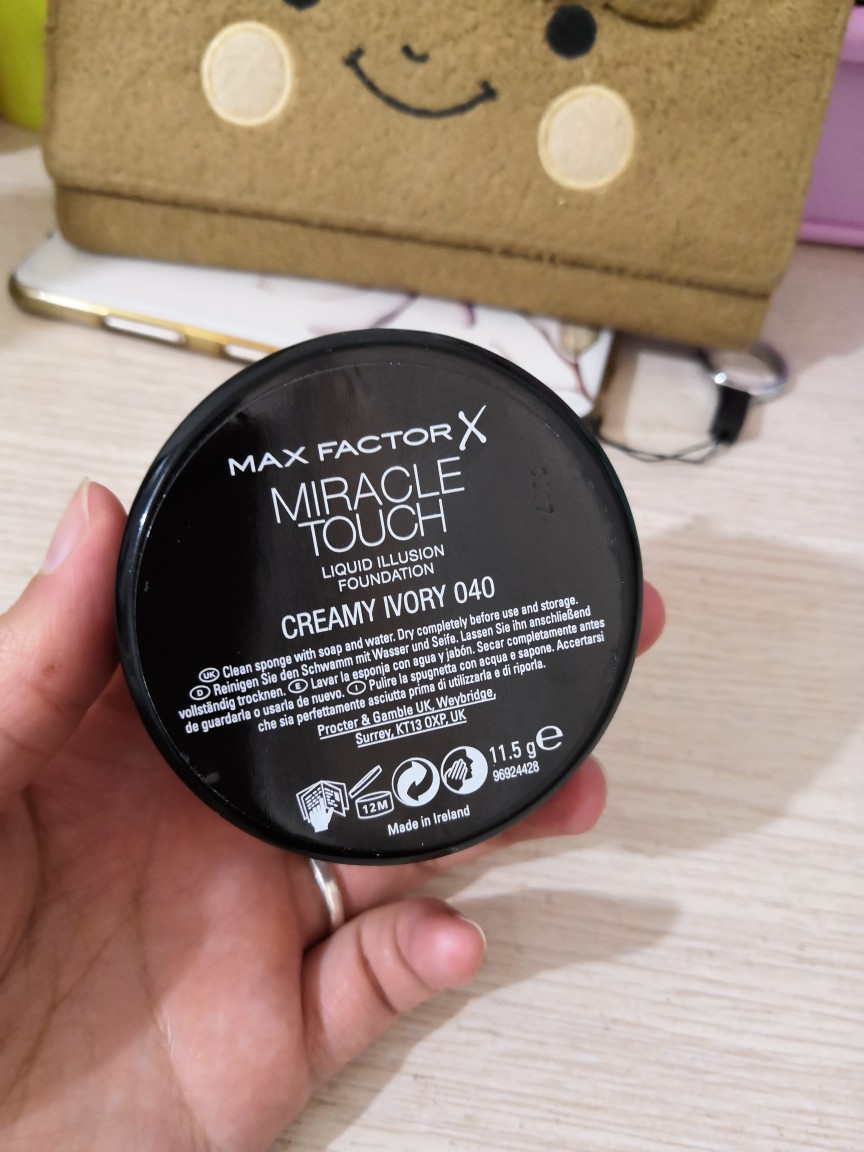 MAX FACTOR X
MIRACLE
TOUCH
LIQUID ILLUSION
FOUNDATION
CREAMY IVORY 040
UK Clean sponge with soap and water. Dry completely before use and storage.
D Reinigen Sie den Schwamm mit Wasser und Seife. Lassen Sie ihn anschließend
vollständig trocknen. E Lavar la esponja con agua y jabón. Secar completamente antes
de guardarla o usarla de nuevo. I Pulire la spugnetta con acqua e sapone. Accertarsi
che sia perfettamente asciutta prima di utilizzarla e di riporla.
Procter & Gamble UK, Weybridge,
Surrey, KT13 0XP, UK
12M
11.5 g e
96924428
Made in Ireland